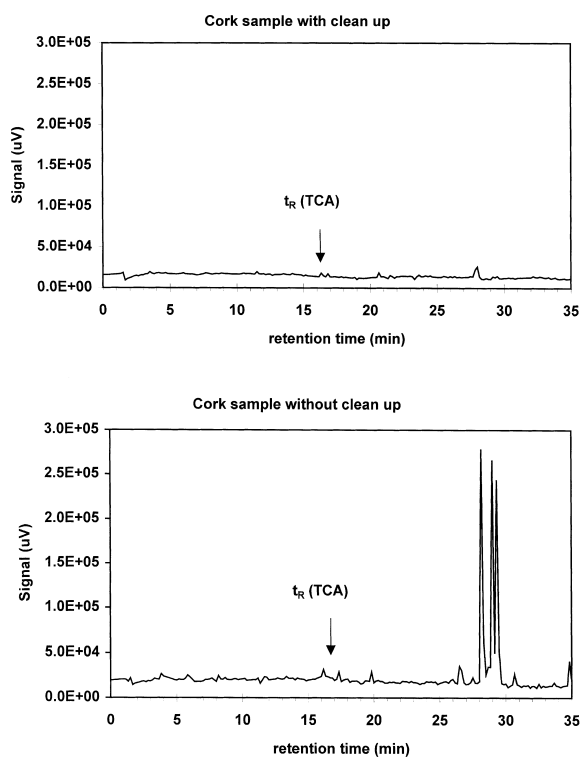 Cork sample with clean up
3.0E+05
2.5E+05
2.0E+05
1.5E+05
1.0E+05
5.0E+04
0.0E+00
Signal (uV)
tR (TCA)
0 5 10 15 20 25 30 35
retention time (min)
Cork sample without clean up
3.0E+05
2.5E+05
2.0E+05
1.5E+05
1.0E+05
5.0E+04
0.0E+00
Signal (uV)
tR (TCA)
0 5 10 15 20 25 30 35
retention time (min)